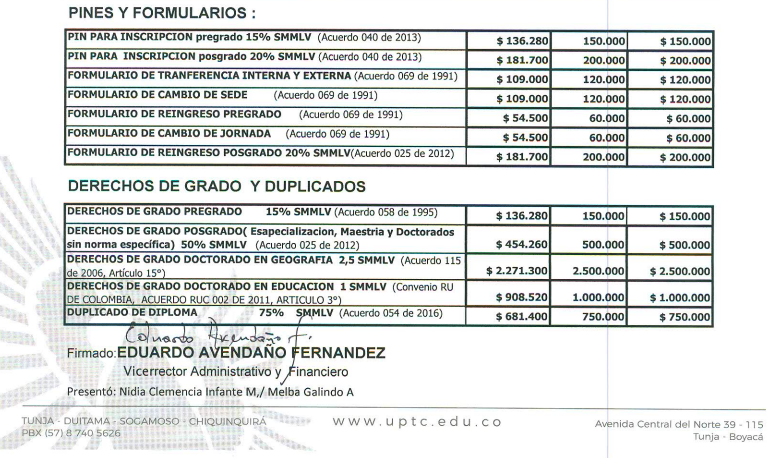 PINES Y FORMULARIOS :
PIN PARA INSCRIPCION pregrado 15% SMMLV (Acuerdo 040 de 2013) $ 136.280 150.000 $ 150.000
PIN PARA INSCRIPCION posgrado 20% SMMLV (Acuerdo 040 de 2013) $ 181.700 200.000 $ 200.000
FORMULARIO DE TRANFERENCIA INTERNA Y EXTERNA (Acuerdo 069 de 1991) $ 109.000 120.000 $ 120.000
FORMULARIO DE CAMBIO DE SEDE (Acuerdo 069 de 1991) $ 109.000 120.000 $ 120.000
FORMULARIO DE REINGRESO PREGRADO (Acuerdo 069 de 1991) $ 54.500 60.000 $ 60.000
FORMULARIO DE CAMBIO DE JORNADA (Acuerdo 069 de 1991) $ 54.500 60.000 $ 60.000
FORMULARIO DE REINGRESO POSGRADO 20% SMMLV(Acuerdo 025 de 2012) $ 181.700 200.000 $ 200.000
DERECHOS DE GRADO Y DUPLICADOS
DERECHOS DE GRADO PREGRADO 15% SMMLV (Acuerdo 058 de 1995) $ 136.280 150.000 $ 150.000
DERECHOS DE GRADO POSGRADO( Esapecializacion, Maestria y Doctorados
sin norma específica) 50% SMMLV (Acuerdo 025 de 2012) $ 454.260 500.000 $ 500.000
DERECHOS DE GRADO DOCTORADO EN GEOGRAFIA 2,5 SMMLV (Acuerdo 115
de 2006, Artículo 15°) $ 2.271.300 2.500.000 $ 2.500.000
DERECHOS DE GRADO DOCTORADO EN EDUCACION 1 SMMLV (Convenio RU
DE COLOMBIA, ACUERDO RUC 002 DE 2011, ARTICULO 3°) $ 908.520 1.000.000 $ 1.000.000
DUPLICADO DE DIPLOMA 75% SMMLV (Acuerdo 054 de 2016) $ 681.400 750.000 $ 750.000
Eduardo Avendaño F.
Firmado:EDUARDO AVENDAÑO FERNANDEZ
Vicerrector Administrativo y Financiero
Presentó: Nidia Clemencia Infante M,/ Melba Galindo A
TUNJA - DUITAMA - SOGAMOSO - CHIQUINQUIRÁ www.uptc.edu.co Avenida Central del Norte 39 - 115
PBX (57) 8 740 5626 Tunja - Boyacá